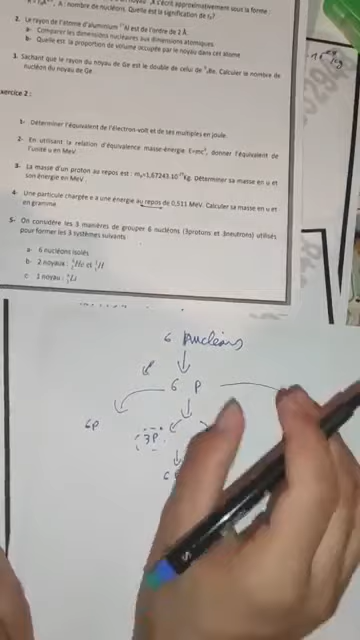 A : nombre de nucléons. Quelle est la signification de r₀?
2. Le rayon de l'atome d'aluminium ²⁷Al est de l'ordre de 2 Å.
a- Comparer les dimensions nucléaires aux dimensions atomiques
b- Quelle est la proportion de volume occupée par le noyau dans cet atome
3. Sachant que le rayon du noyau de Ge est le double de celui de ⁹Be. Calculer le nombre de
nucléon du noyau de Ge
exercice 2 :
1- Déterminer l'équivalent de l'électron-volt et de ses multiples en joule.
2- En utilisant la relation d'équivalence masse-énergie E=mc², donner l'équivalent de
l'unité u en MeV.
3- La masse d'un proton au repos est : mₚ=1,67243.10⁻²⁷Kg. Déterminer sa masse en u et
son énergie en MeV.
4- Une particule chargée e a une énergie au repos de 0,511 MeV. Calculer sa masse en u et
en gramme.
5- On considère les 3 manières de grouper 6 nucléons (3protons et 3neutrons) utilisés
pour former les 3 systèmes suivants :
a- 6 nucléons isolés
b- 2 noyaux : He et H
c- 1 noyau : Li
6 nucléons
6 P
6P
3P
6